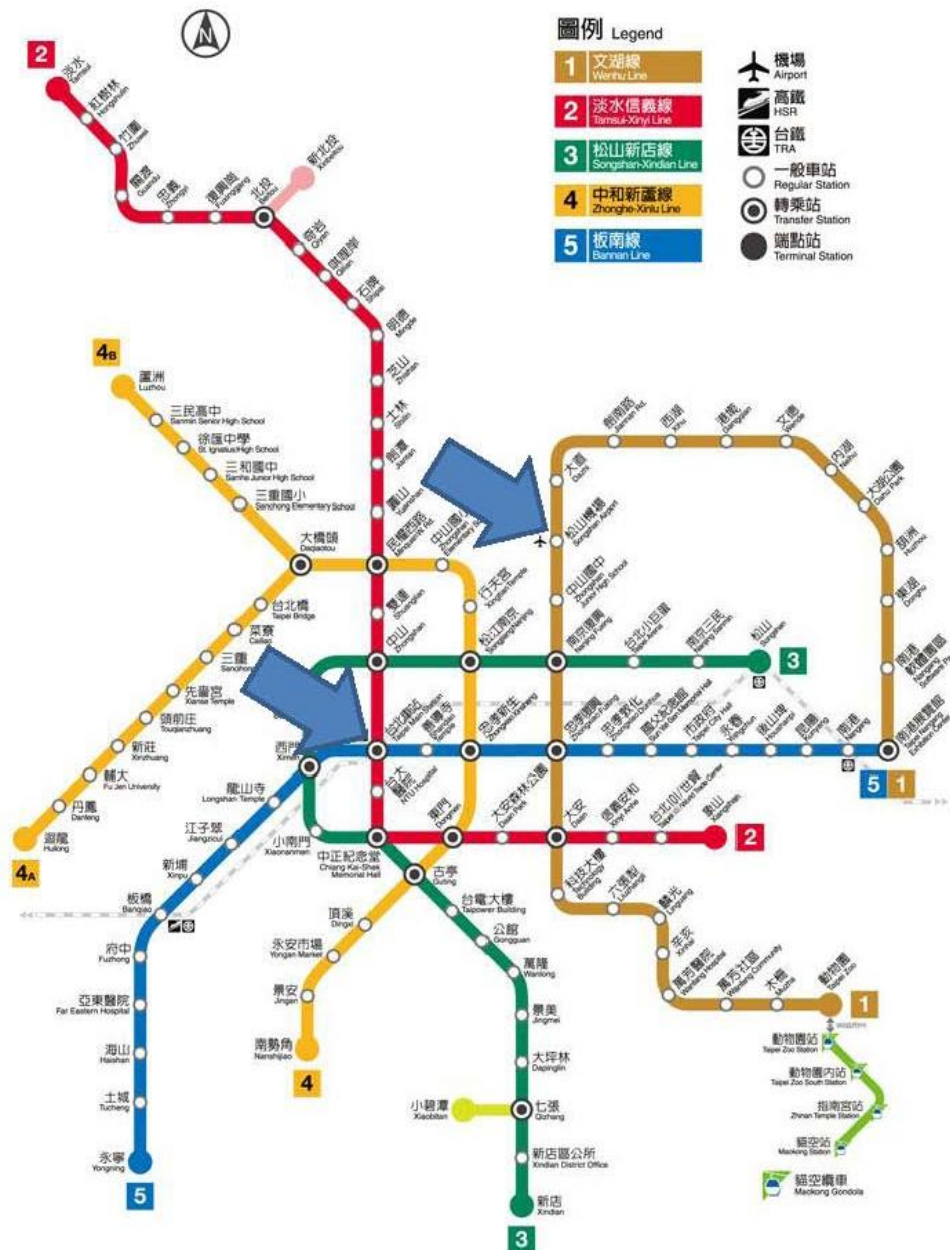 N
圖例 Legend
1 文湖線
Wenhu Line
2 淡水信義線
Tamsui-Xinyi Line
3 松山新店線
Songshan-Xindian Line
4 中和新蘆線
Zhonghe-Xinlu Line
5 板南線
Bannan Line
機場
Airport
高鐵
HSR
台鐵
TRA
一般車站
Regular Station
轉乘站
Transfer Station
端點站
Terminal Station
2
淡水
Tamsui
紅樹林
Hongshulin
竹圍
Zhuwei
關渡
Guandu
忠義
Zhongyi
復興崗
Fuxinggang
北投
Beitou
新北投
Xinbeitou
奇岩
Qiyan
唭哩岸
Qilian
石牌
Shipai
明德
Mingde
芝山
Zhishan
士林
Shilin
劍潭
Jiantan
圓山
Yuanshan
民權西路
Minquan W. Rd.
雙連
Shuanglian
中山
Zhongshan
台北車站
Taipei Main Station
台大醫院
NTU Hospital
中正紀念堂
Chiang Kai-Shek
Memorial Hall
東門
Dongmen
大安森林公園
Daan Park
大安
Daan
信義安和
Xinyi Anhe
台北101/世貿
Taipei 101/World Trade Center
象山
Xiangshan
2
4B
蘆洲
Luzhou
三民高中
Sanmin Senior High School
徐匯中學
St. Ignatius High School
三和國中
Sanhe Junior High School
三重國小
Sanchong Elementary School
大橋頭
Daqiaotou
台北橋
Taipei Bridge
菜寮
Cailiao
三重
先嗇宮
Xianse Temple
頭前庄
Touqianzhuang
新莊
Xinzhuang
輔大
Fu Jen University
丹鳳
Danfeng
迴龍
Huilong
4A
中山國小
Zhongshan
Elementary
行天宮
Xingtian Temple
松江南京
Songjiang Nanjing
忠孝新生
Zhongxiao Xinsheng
古亭
Guting
頂溪
Dingxi
永安市場
Yongan Market
景安
Jingan
南勢角
Nanshijiao
4
劍南路
Jiannan Rd.
西湖
Xihu
港墘
Gangqian
文德
Wende
內湖
Neihu
大湖公園
Dahu Park
葫洲
Huzhou
東湖
Donghu
南港
軟體園區
Nangang
Software
南港展覽館
Taipei Nangang
Exhibition Center
5 1
大直
Dazhi
松山機場
Songshan Airport
中山國中
Zhongshan
Junior High School
南京復興
Nanjing Fuxing
台北小巨蛋
Taipei Arena
南京三民
Nanjing Sanmin
松山
Songshan
3
西門
Ximen
善導寺
Shandao
Temple
忠孝復興
Zhongxiao Fuxing
忠孝敦化
Zhongxiao Dunhua
國父紀念館
Sun Yat-Sen Memorial Hall
市政府
Taipei City Hall
永春
Yongchun
後山埤
Houshanpi
昆陽
Kunyang
南港
Nangang
龍山寺
Longshan Temple
江子翠
Jiangzicui
新埔
Xinpu
板橋
Banqiao
府中
Fuzhong
亞東醫院
Far Eastern Hospital
海山
Haishan
土城
Tucheng
永寧
Yongning
5
小南門
Xiaonanmen
台電大樓
Taipower Building
公館
Gongguan
萬隆
Wanlong
景美
Jingmei
大坪林
Dapinglin
七張
Qizhang
小碧潭
Xiaobitan
新店區公所
Xindian District Office
新店
Xindian
3
科技大樓
Technology
Building
六張犁
Liuzhangli
麟光
Linguang
辛亥
Xinhai
萬芳醫院
Wanfang Hospital
萬芳社區
Wanfang Community
木柵
Muzha
動物園
Taipei Zoo
1
動物園站
Taipei Zoo Station
動物園內站
Taipei Zoo South Station
指南宮站
Zhinan Temple Station
貓空站
Maokong Station
貓空纜車
Maokong Gondola